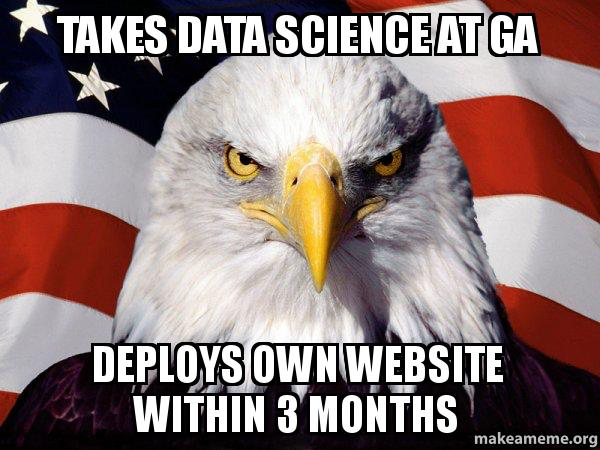 TAKES DATA SCIENCE AT GA
DEPLOYS OWN WEBSITE
WITHIN 3 MONTHS
makeameme.org